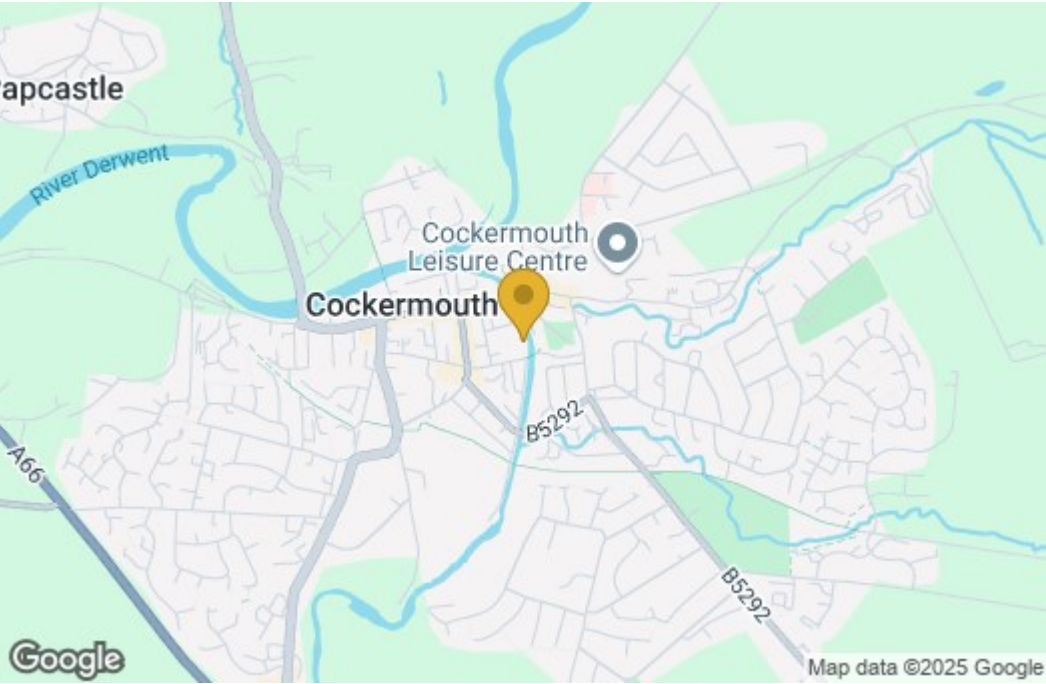 apcastle
River Derwent
Cockermouth
Leisure Centre
Cockermouth
B5292
A66
B5292
Google
Map data ©2025 Google